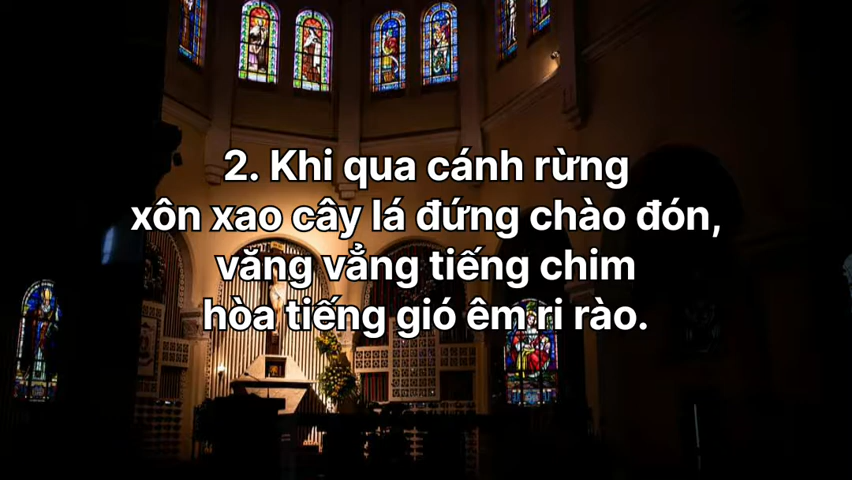 2. Khi qua cánh rừng
xôn xao cây lá đứng chào đón,
văng vẳng tiếng chim
hòa tiếng gió êm ri rào.